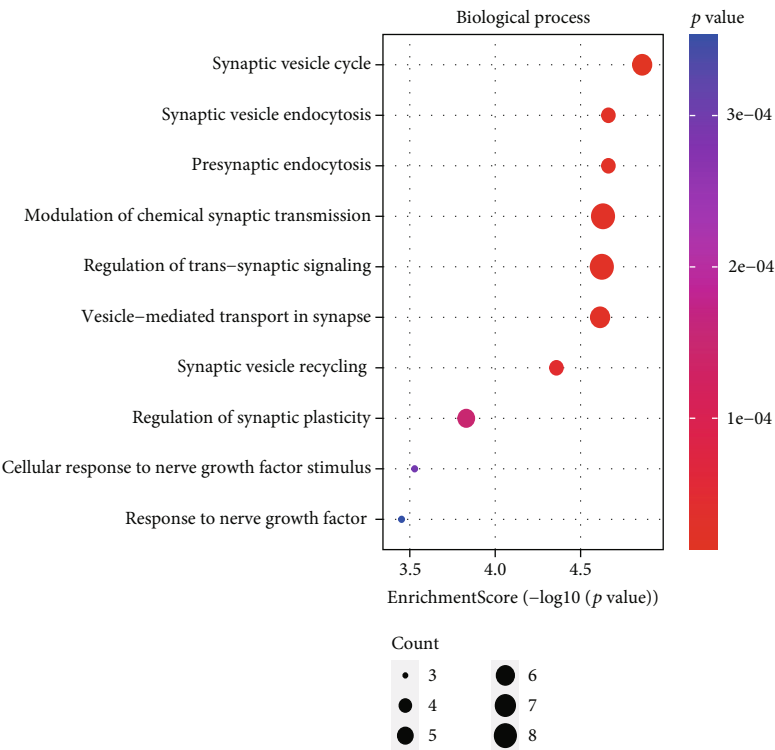 Biological process
p value
Synaptic vesicle cycle
Synaptic vesicle endocytosis
Presynaptic endocytosis
Modulation of chemical synaptic transmission
Regulation of trans−synaptic signaling
Vesicle−mediated transport in synapse
Synaptic vesicle recycling
Regulation of synaptic plasticity
Cellular response to nerve growth factor stimulus
Response to nerve growth factor
3e−04
2e−04
1e−04
3.5 4.0 4.5
EnrichmentScore (−log10 (p value))
Count
3 6
4 7
5 8